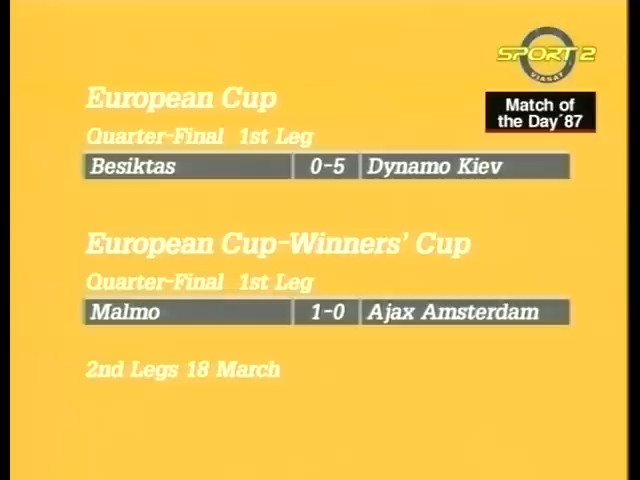 SPORT 2
VIASAT
Match of
the Day '87
European Cup
Quarter-Final 1st Leg
Besiktas 0-5 Dynamo Kiev
European Cup-Winners' Cup
Quarter-Final 1st Leg
Malmo 1-0 Ajax Amsterdam
2nd Legs 18 March